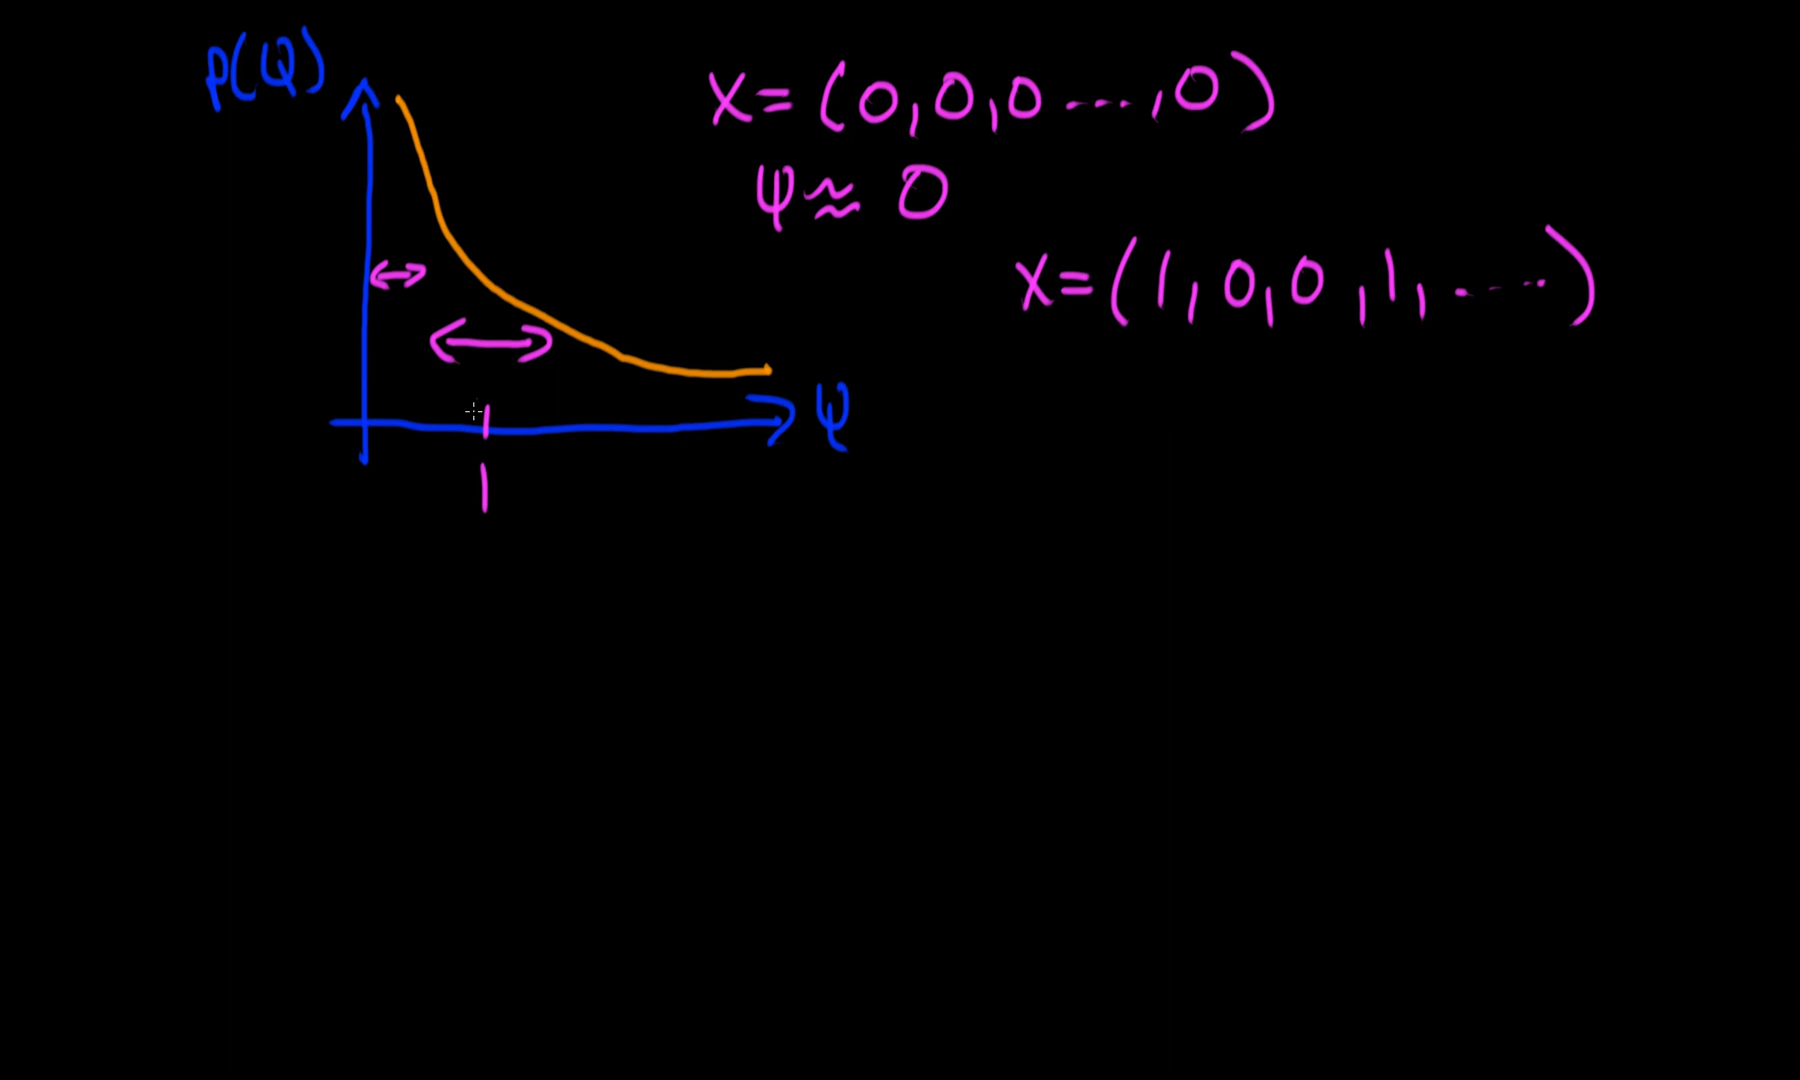 p(Q)
X=(0,0,0....,0)
ψ≈0
X=(1,0,0,1,....)
ψ
1